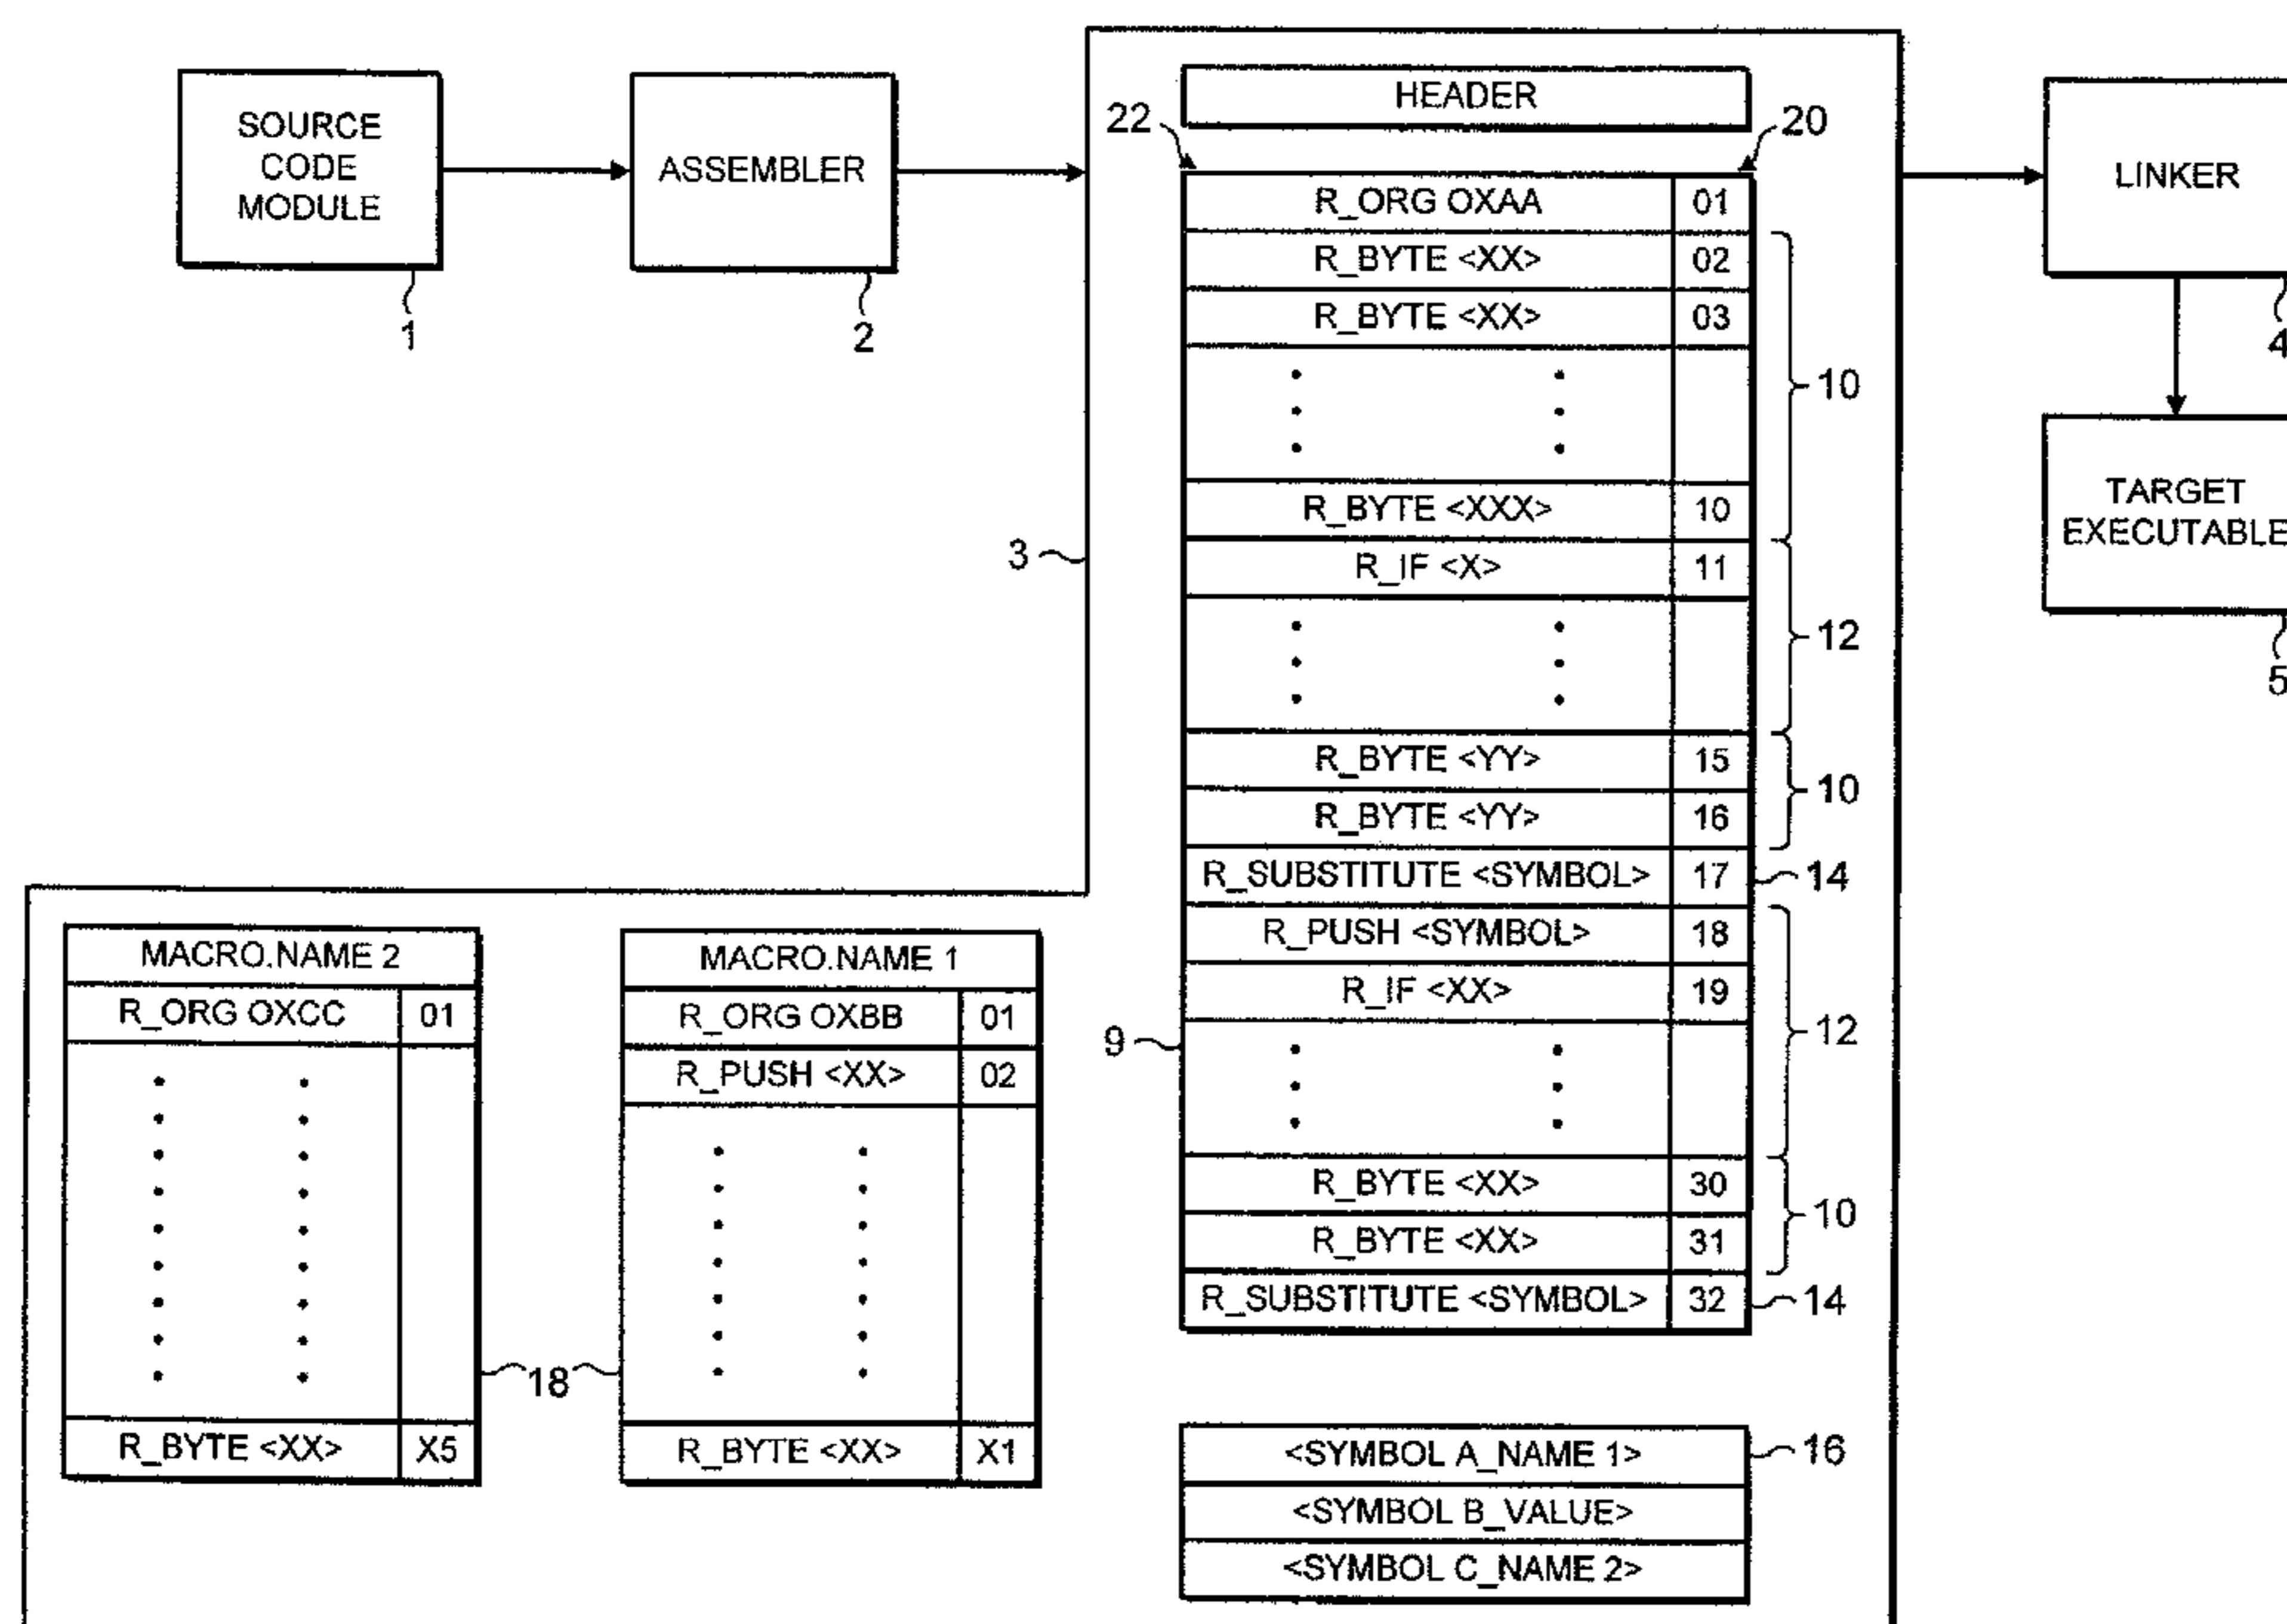 SOURCE
CODE
MODULE
1
ASSEMBLER
2
3
HEADER
22
20
R_ORG OXAA 01
R_BYTE <XX> 02
R_BYTE <XX> 03
10
R_BYTE <XXX> 10
R_IF <X> 11
12
R_BYTE <YY> 15
10
R_BYTE <YY> 16
R_SUBSTITUTE <SYMBOL> 17
14
R_PUSH <SYMBOL> 18
R_IF <XX> 19
12
9
R_BYTE <XX> 30
10
R_BYTE <XX> 31
R_SUBSTITUTE <SYMBOL> 32
14
<SYMBOL A_NAME 1>
16
<SYMBOL B_VALUE>
<SYMBOL C_NAME 2>
LINKER
4
TARGET
EXECUTABLE
5
MACRO.NAME 2
R_ORG OXCC 01
R_BYTE <XX> X5
18
MACRO.NAME 1
R_ORG OXBB 01
R_PUSH <XX> 02
R_BYTE <XX> X1